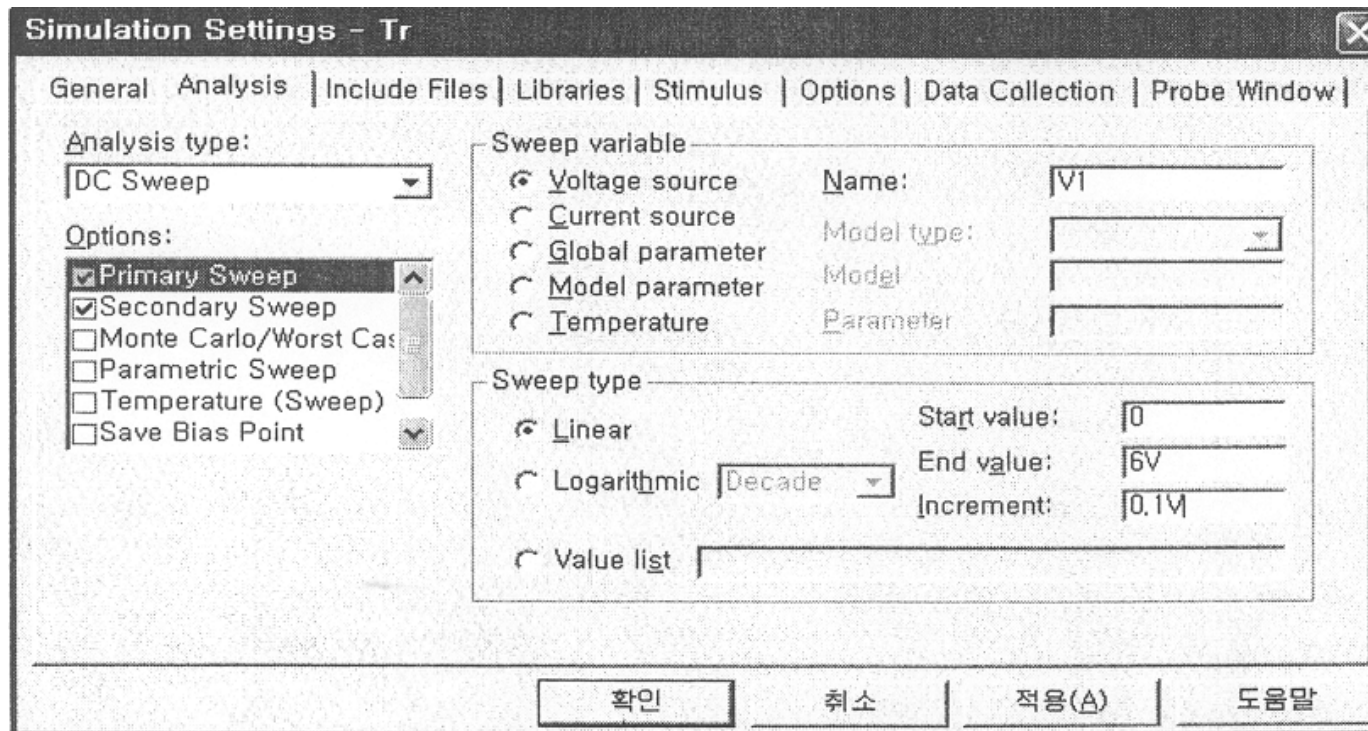 Simulation Settings - Tr
General Analysis Include Files Libraries Stimulus Options Data Collection Probe Window
Analysis type:
DC Sweep
Options:
Primary Sweep
Secondary Sweep
Monte Carlo/Worst Cas
Parametric Sweep
Temperature (Sweep)
Save Bias Point
Sweep variable
Voltage source Name: V1
Current source Model type:
Global parameter
Model parameter Model
Temperature Parameter
Sweep type
Linear Start value: 0
End value: 6V
Logarithmic Decade
Increment: 0.1V
Value list
확인 취소 적용(A) 도움말